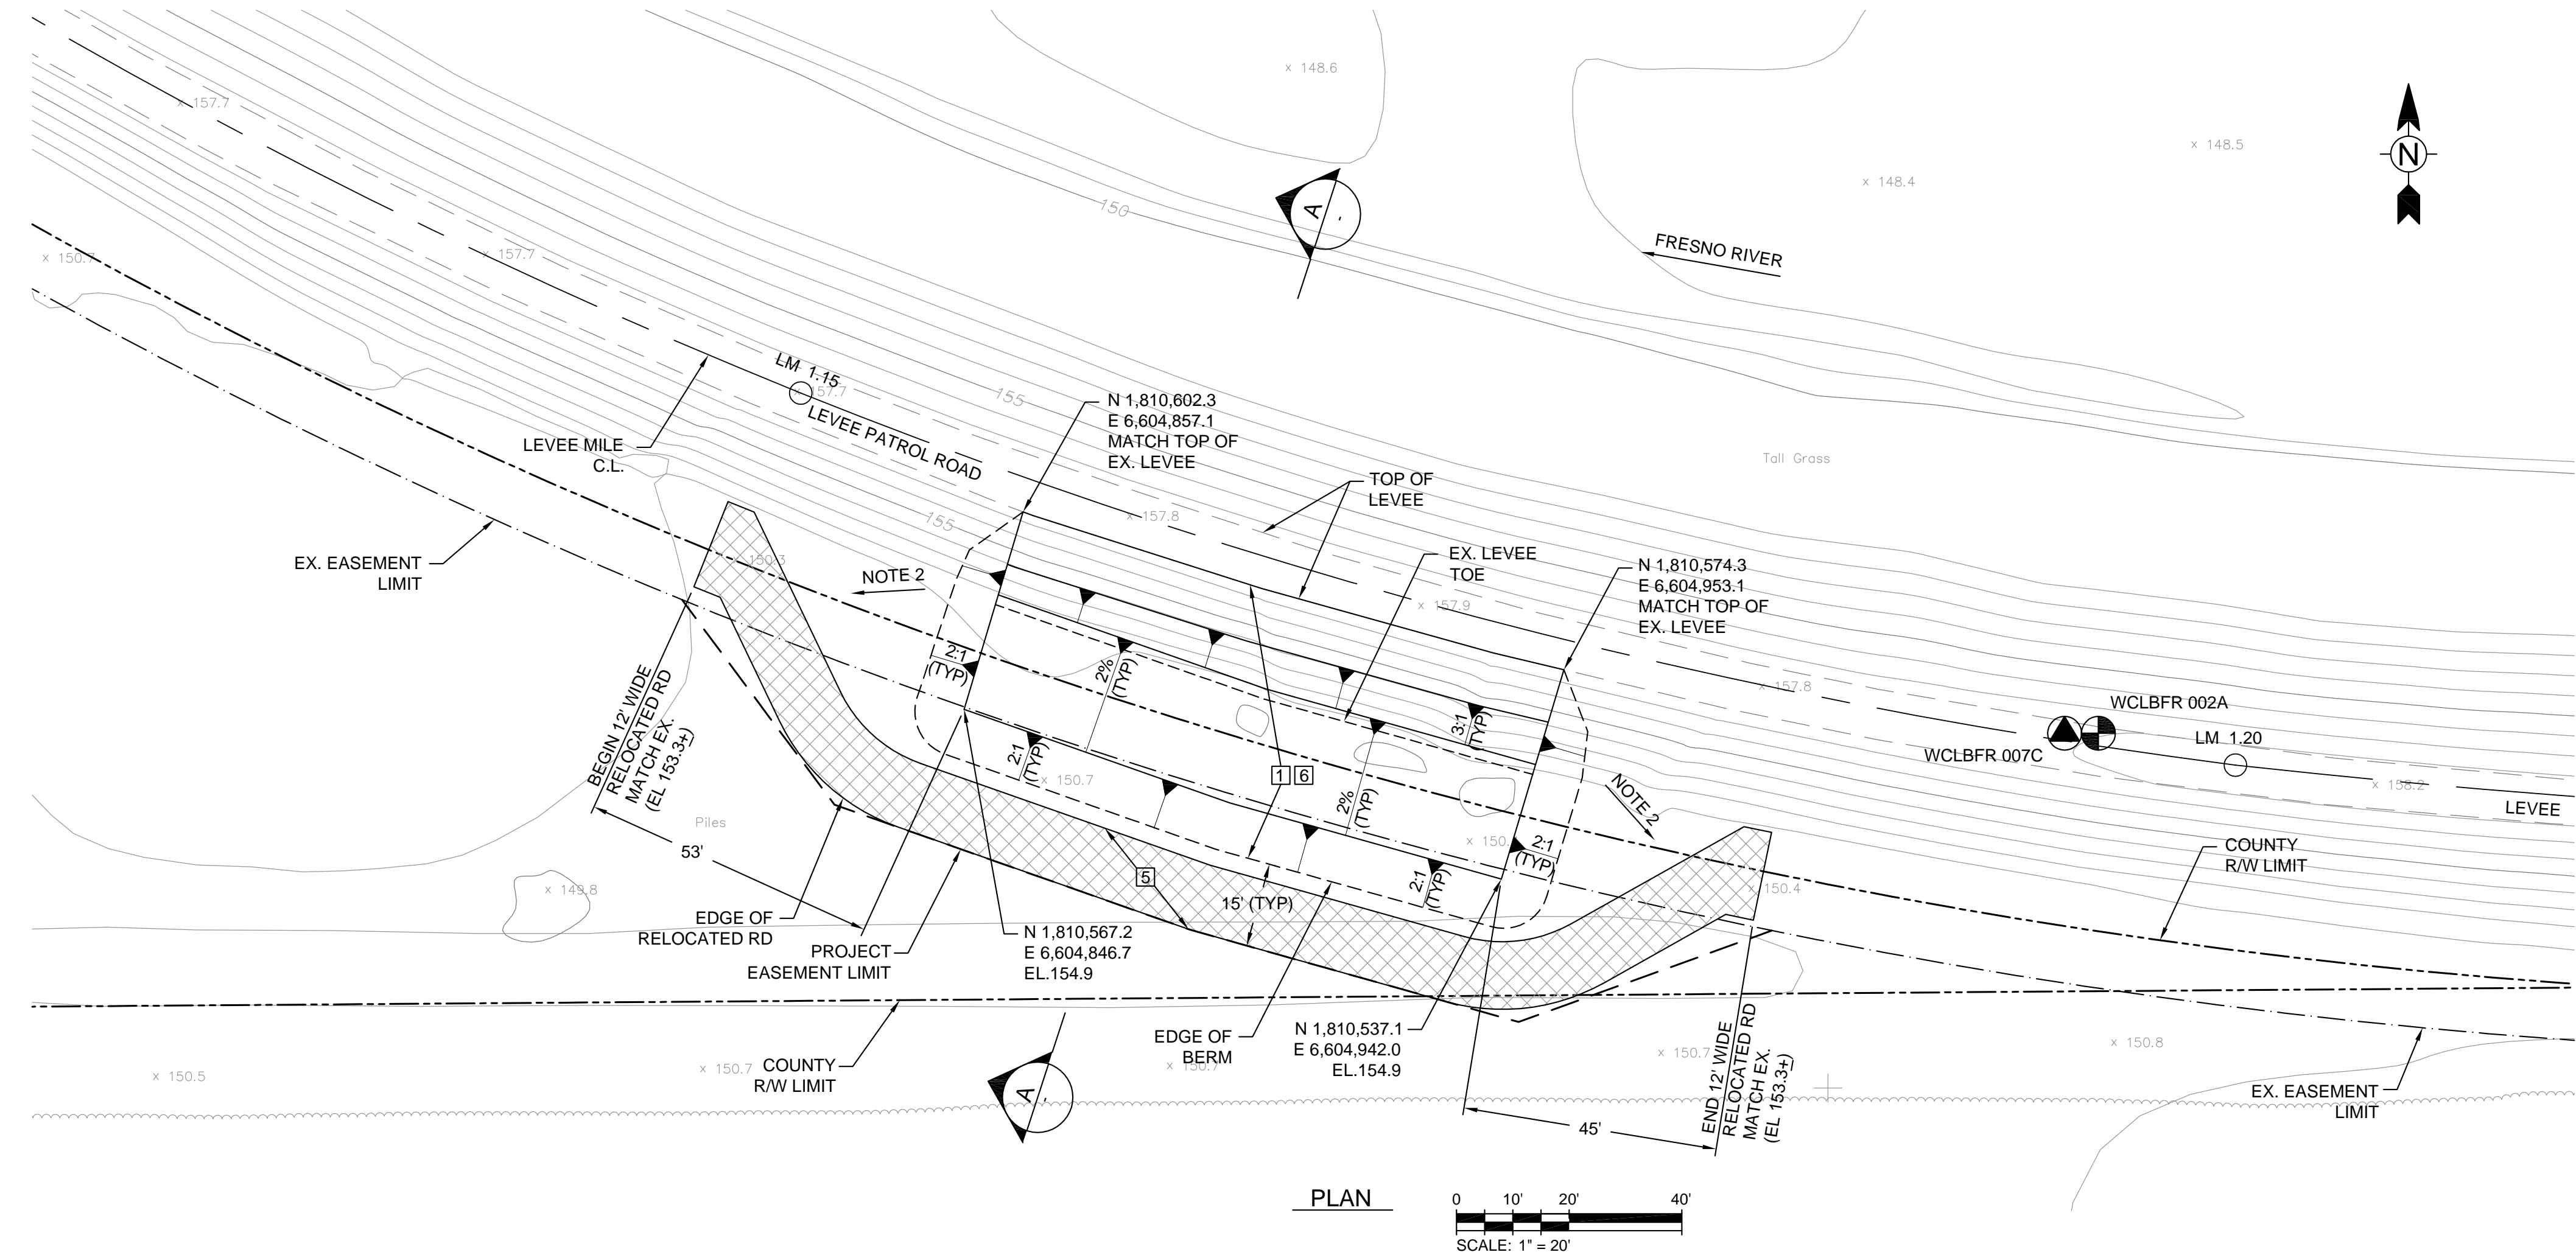 x 148.6
x 148.5
x 148.4
N
x 157.7
150
A
-
FRESNO RIVER
x 150.7
x 157.7
LM 1.15
x 157.7
LEVEE PATROL ROAD
155
N 1,810,602.3
E 6,604,857.1
MATCH TOP OF
EX. LEVEE
LEVEE MILE
C.L.
Tall Grass
TOP OF
LEVEE
155
x 157.8
EX. EASEMENT
LIMIT
150.3
NOTE 2
EX. LEVEE
TOE
N 1,810,574.3
E 6,604,953.1
MATCH TOP OF
EX. LEVEE
x 157.9
2:1
(TYP)
2%
(TYP)
3:1
(TYP)
x 157.8
WCLBFR 002A
LM 1.20
WCLBFR 007C
x 158.2
LEVEE
BEGIN 12' WIDE
RELOCATED RD
MATCH EX.
(EL 153.3±)
2:1
(TYP)
x 150.7
1 6
2%
(TYP)
NOTE 2
Piles
53'
x 150.
2:1
(TYP)
COUNTY
R/W LIMIT
5
2:1
(TYP)
x 149.8
150.4
15' (TYP)
EDGE OF
RELOCATED RD
PROJECT
EASEMENT LIMIT
N 1,810,567.2
E 6,604,846.7
EL.154.9
EDGE OF
BERM
N 1,810,537.1
E 6,604,942.0
EL.154.9
END 12' WIDE
RELOCATED RD
MATCH EX.
(EL 153.3±)
x 150.7
x 150.8
COUNTY
R/W LIMIT
x 150.5
x 150.7
x 150.7
A
-
EX. EASEMENT
LIMIT
45'
PLAN
0 10' 20' 40'
SCALE: 1" = 20'